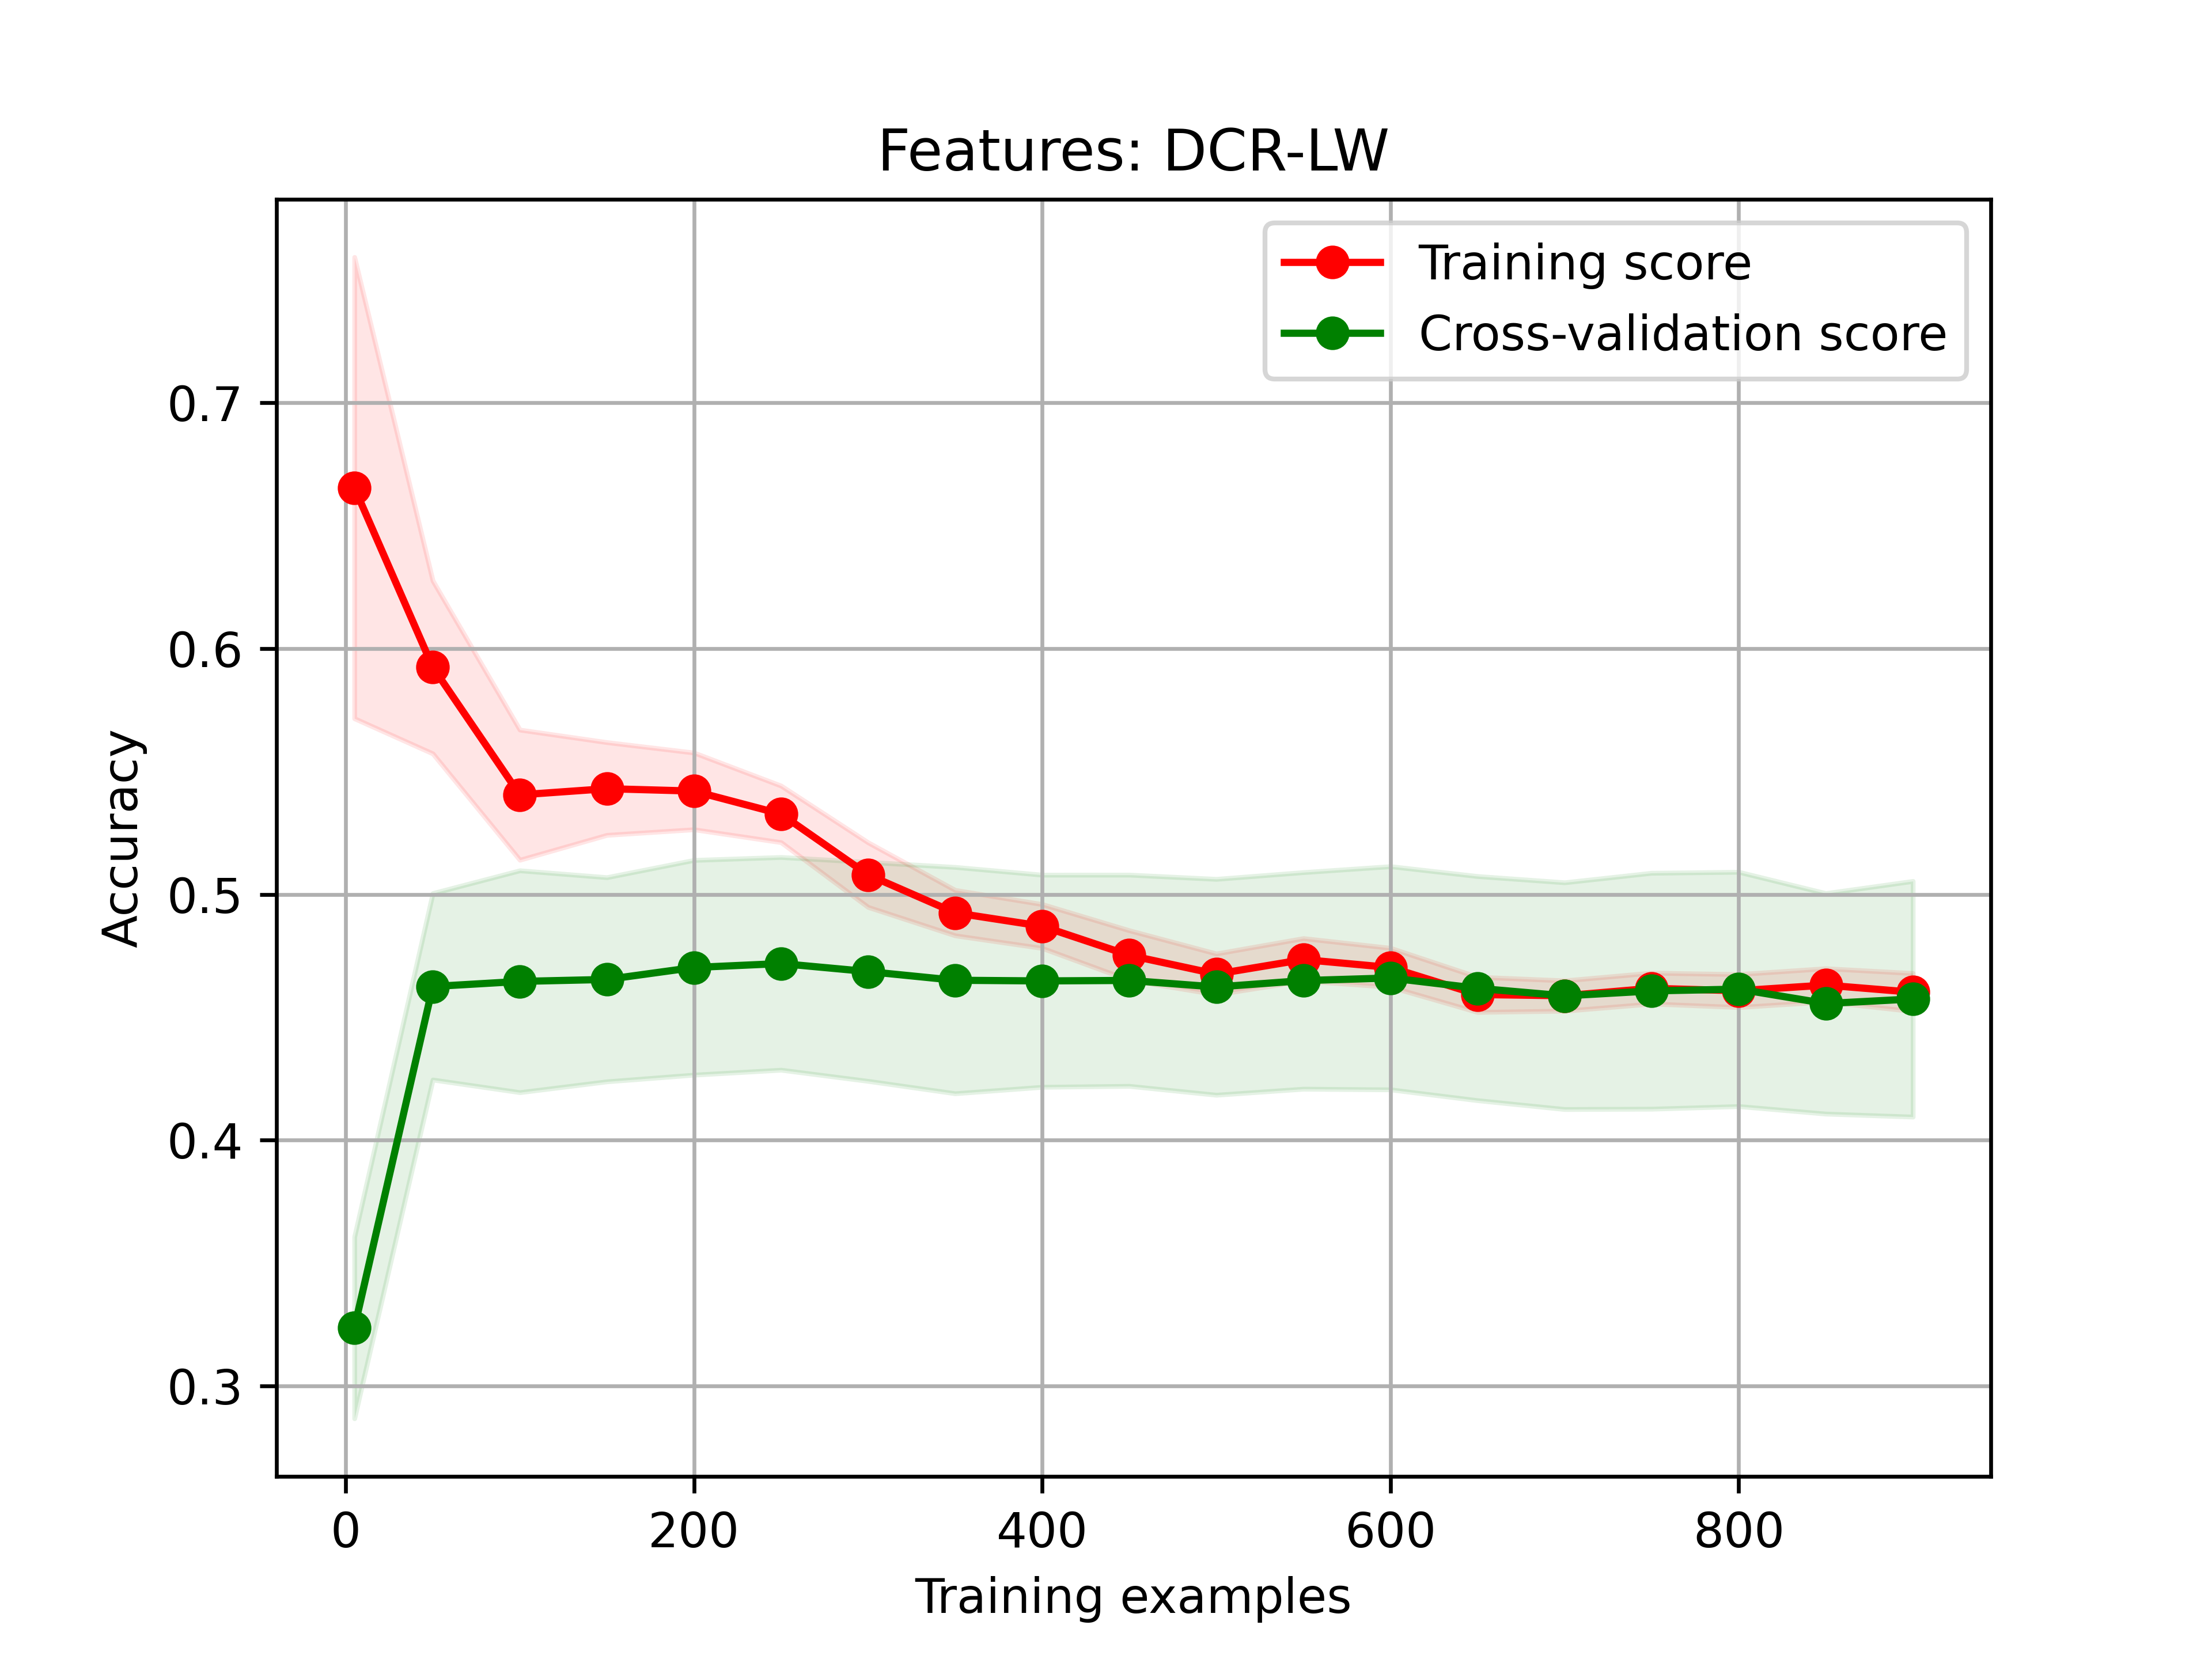 Features: DCR-LW
Training score
Cross-validation score
0.7
0.6
0.5
0.4
0.3
Accuracy
0 200 400 600 800
Training examples